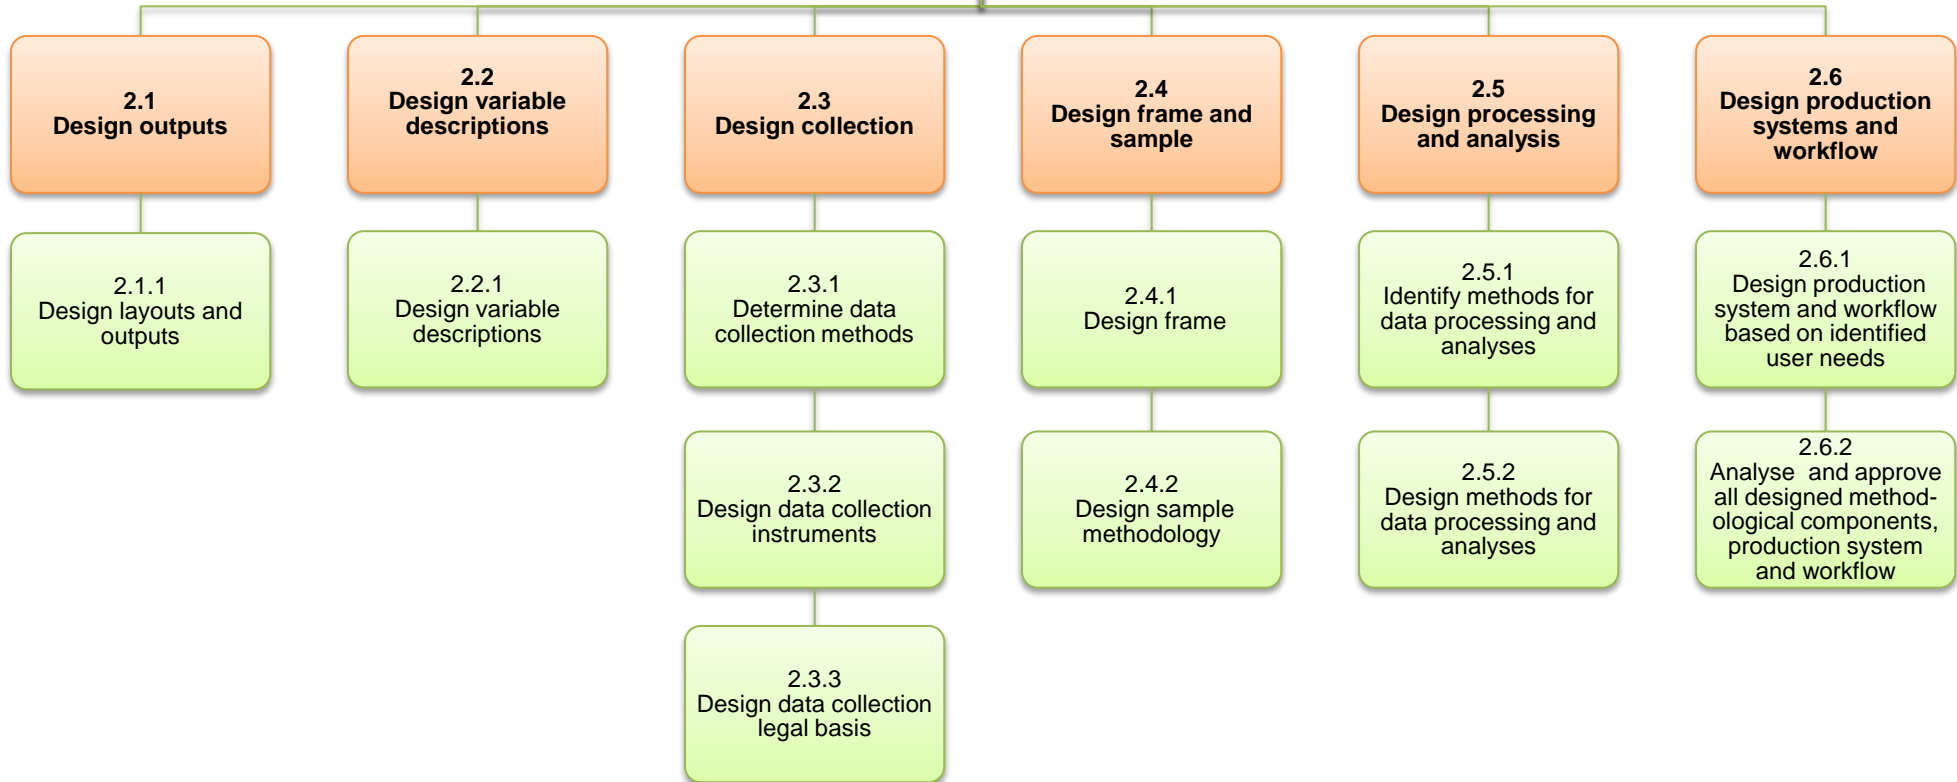 2.1
Design outputs
2.2
Design variable
descriptions
2.3
Design collection
2.4
Design frame and
sample
2.5
Design processing
and analysis
2.6
Design production
systems and
workflow
2.1.1
Design layouts and
outputs
2.2.1
Design variable
descriptions
2.3.1
Determine data
collection methods
2.4.1
Design frame
2.5.1
Identify methods for
data processing and
analyses
2.6.1
Design production
system and workflow
based on identified
user needs
2.3.2
Design data collection
instruments
2.4.2
Design sample
methodology
2.5.2
Design methods for
data processing and
analyses
2.6.2
Analyse  and approve
all designed method-
ological components,
production system
and workflow
2.3.3
Design data collection
legal basis